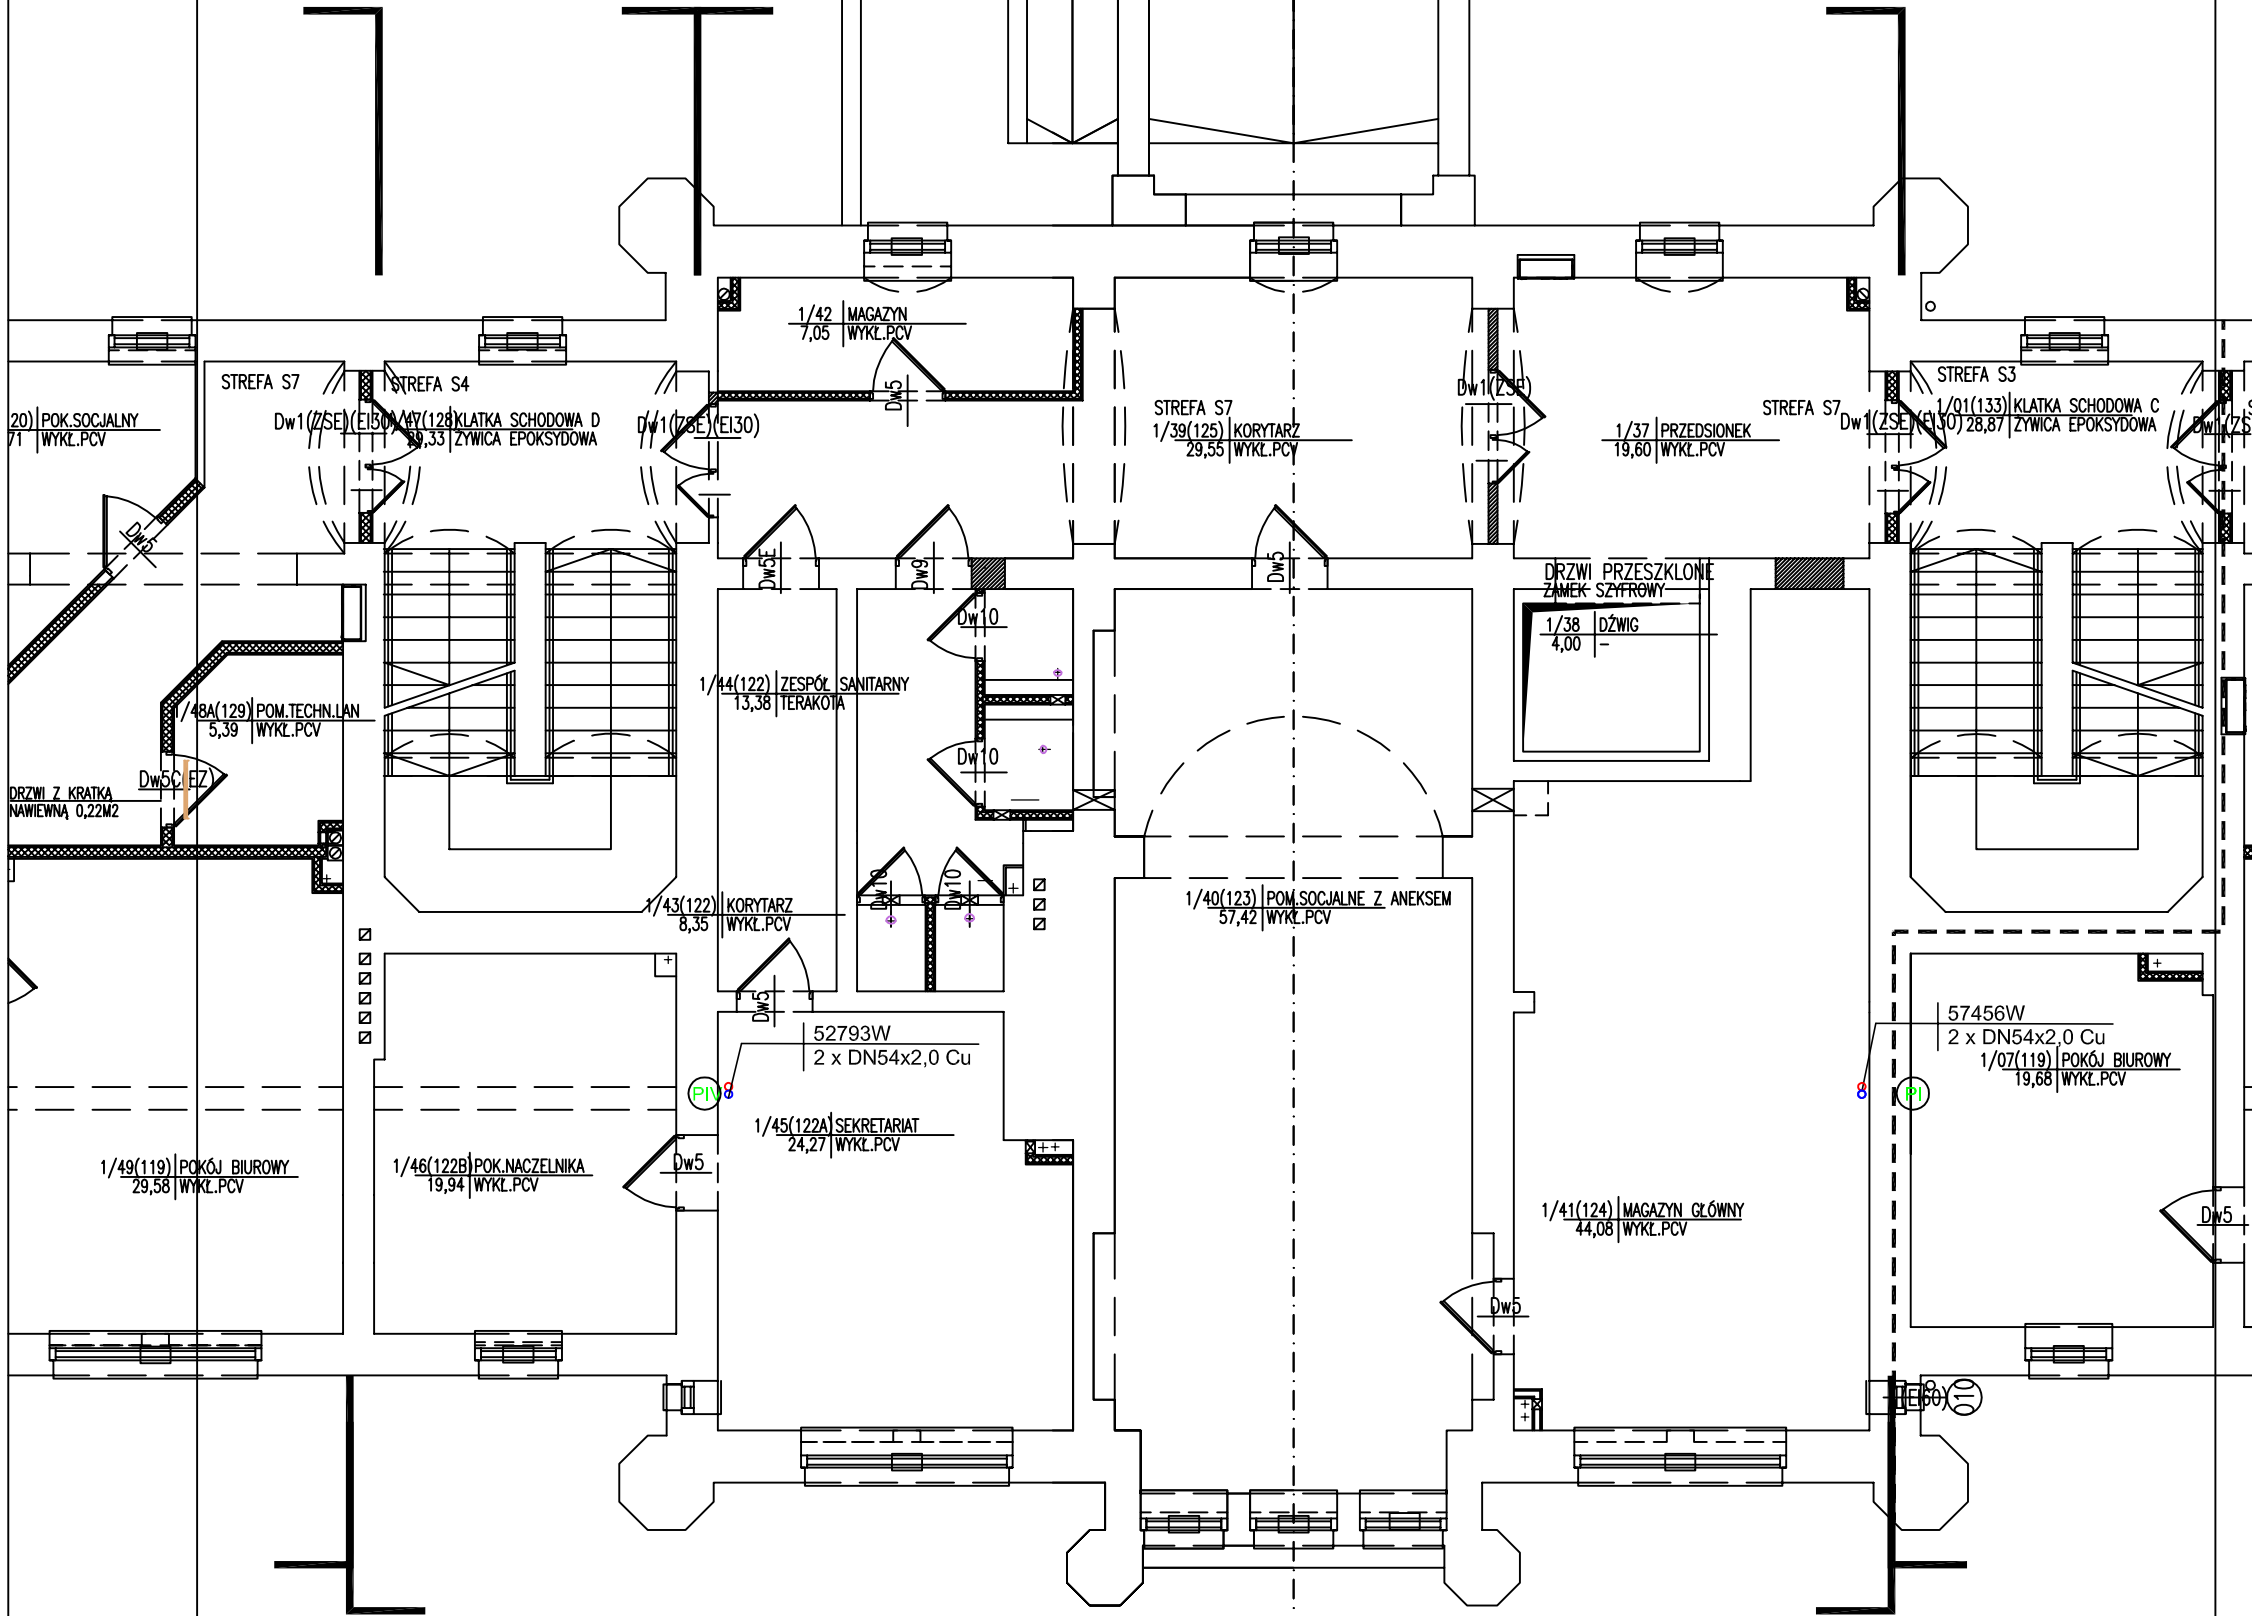 1/42 MAGAZYN
7,05 WYKŁ.PCV
STREFA S7
STREFA S4
STREFA S3
20) POK.SOCJALNY
71 WYKŁ.PCV
Dw1(ZSE)(EI30)
47(128) KLATKA SCHODOWA D
29,33 ŻYWICA EPOKSYDOWA
Dw1(ZSE)(EI30)
Dw5
STREFA S7
1/39(125) KORYTARZ
29,55 WYKŁ.PCV
Dw1(ZSE)
STREFA S7
1/37 PRZEDSIONEK
19,60 WYKŁ.PCV
Dw1(ZSE)(EI30)
1/01(133) KLATKA SCHODOWA C
28,87 ŻYWICA EPOKSYDOWA
Dw1(ZS
Dw5
Dw5E
Dw9
Dw5
DRZWI PRZESZKLONE
ZAMEK SZYFROWY
1/38 DŹWIG
4,00 –
Dw10
1/44(122) ZESPÓŁ SANITARNY
13,38 TERAKOTA
1/48A(129) POM.TECHN.LAN
5,39 WYKŁ.PCV
Dw10
Dw5C(EZ)
DRZWI Z KRATKĄ
NAWIEWNĄ 0,22M2
Dw10
Dw10
1/43(122) KORYTARZ
8,35 WYKŁ.PCV
1/40(123) POM.SOCJALNE Z ANEKSEM
57,42 WYKŁ.PCV
Dw5
52793W
2 x DN54x2,0 Cu
57456W
2 x DN54x2,0 Cu
1/07(119) POKÓJ BIUROWY
19,68 WYKŁ.PCV
PIV
PI
1/45(122A) SEKRETARIAT
24,27 WYKŁ.PCV
1/49(119) POKÓJ BIUROWY
29,58 WYKŁ.PCV
1/46(122B) POK.NACZELNIKA
19,94 WYKŁ.PCV
Dw5
1/41(124) MAGAZYN GŁÓWNY
44,08 WYKŁ.PCV
Dw5
Dw5
(EI60)
010